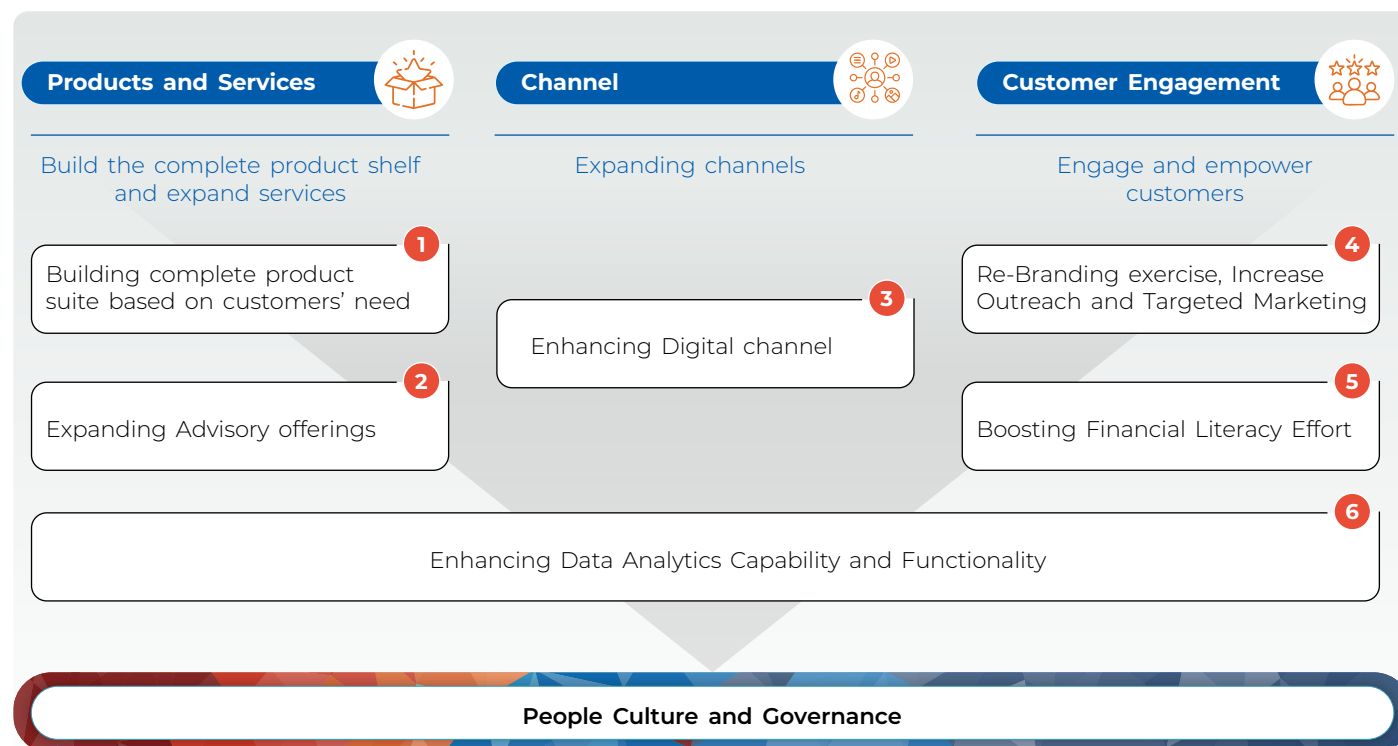 Products and Services
Build the complete product shelf
and expand services
1
Building complete product
suite based on customers’ need
2
Expanding Advisory offerings
Channel
Expanding channels
3
Enhancing Digital channel
Customer Engagement
Engage and empower
customers
4
Re-Branding exercise, Increase
Outreach and Targeted Marketing
5
Boosting Financial Literacy Effort
6
Enhancing Data Analytics Capability and Functionality
People Culture and Governance